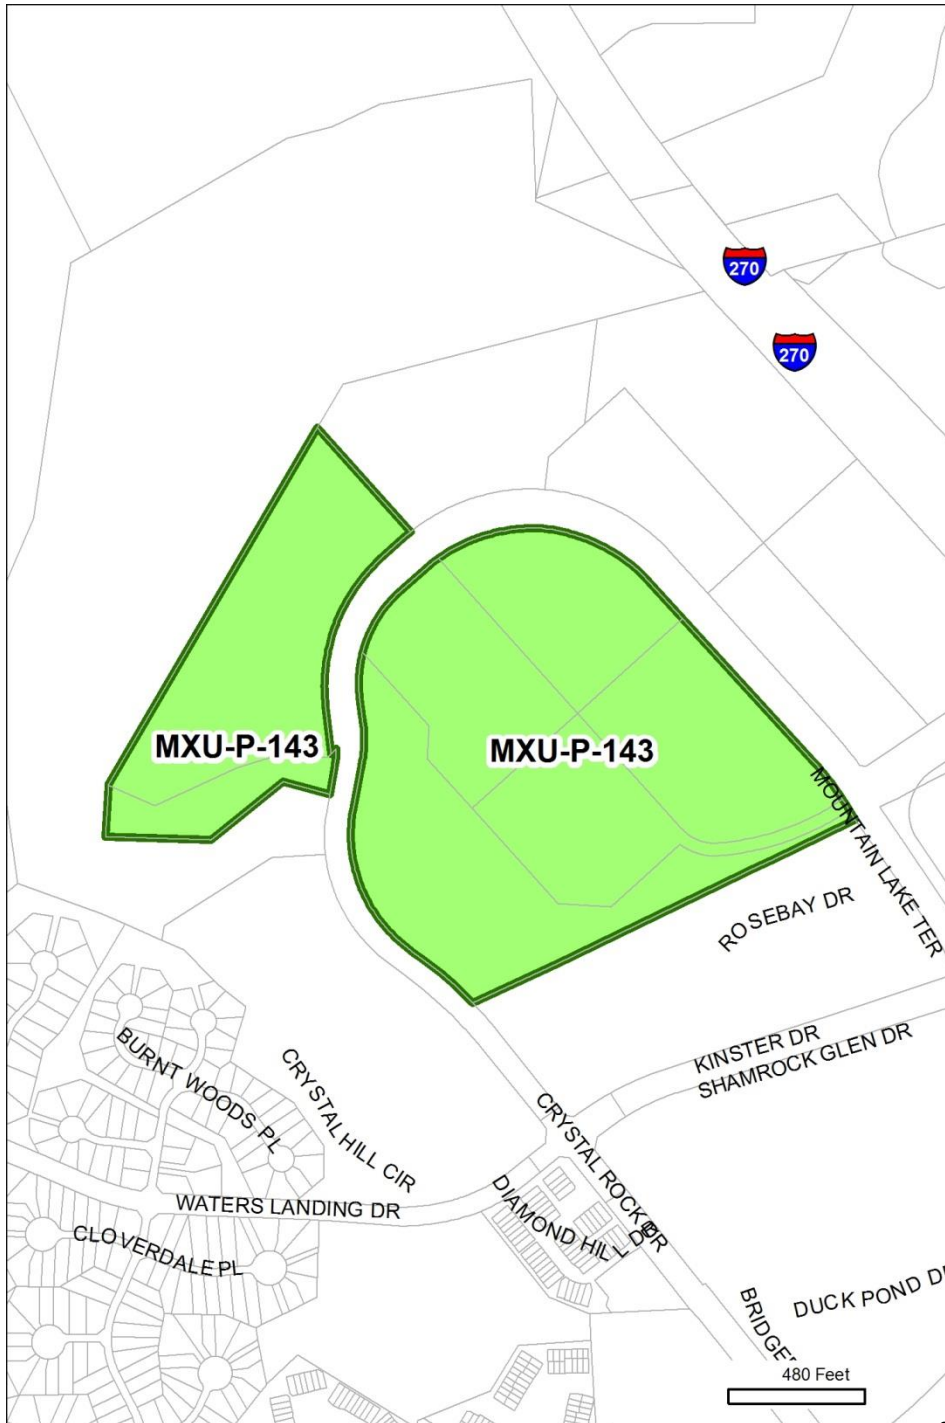 270
270
MXU-P-143
MXU-P-143
MOUNTAIN LAKE TER
ROSEBAY DR
KINSTER DR
SHAMROCK GLEN DR
BURNT WOODS PL
CRYSTAL HILL CIR
CRYSTAL ROCK DR
WATERS LANDING DR
DIAMOND HILL DR
CLOVERDALE PL
DUCK POND
480 Feet